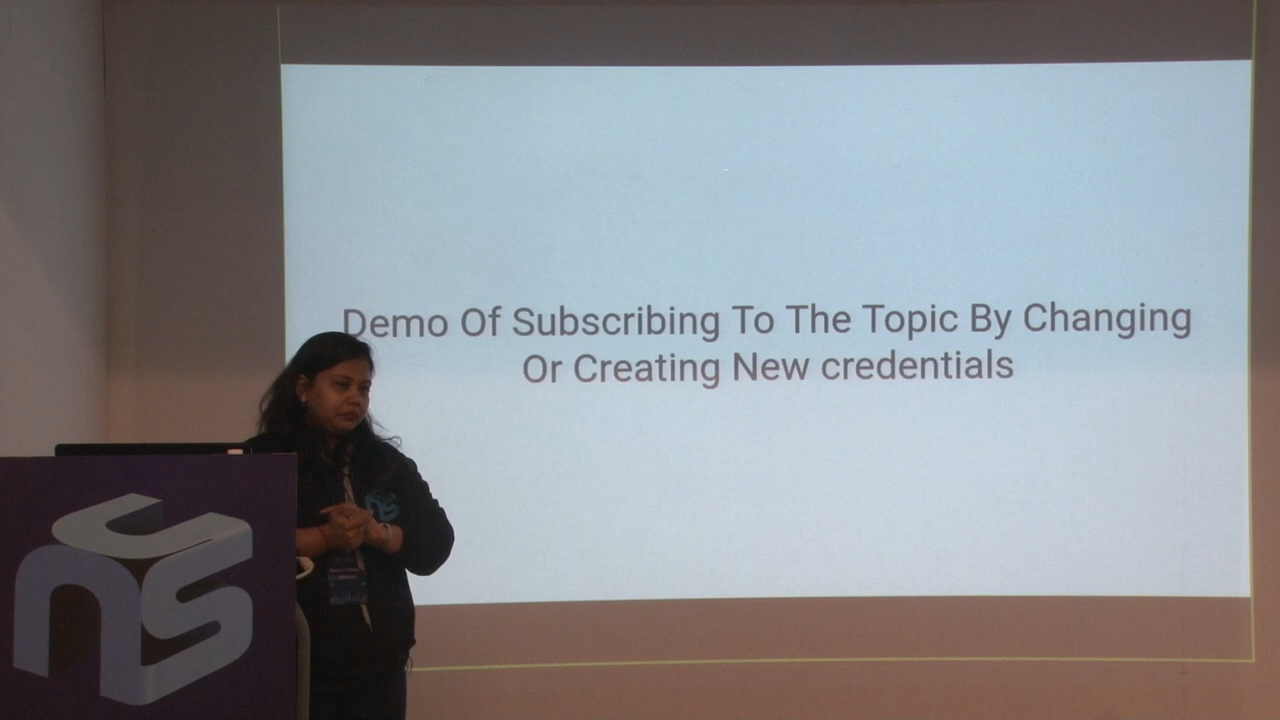 Demo Of Subscribing To The Topic By Changing
Or Creating New credentials